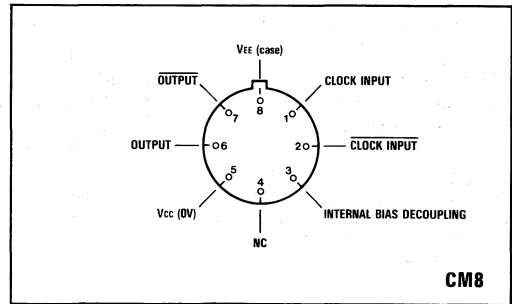 VEE (case)
OUTPUT
CLOCK INPUT
8
7
1
OUTPUT
6
2
CLOCK INPUT
5
3
4
VCC (0V)
INTERNAL BIAS DECOUPLING
NC
CM8